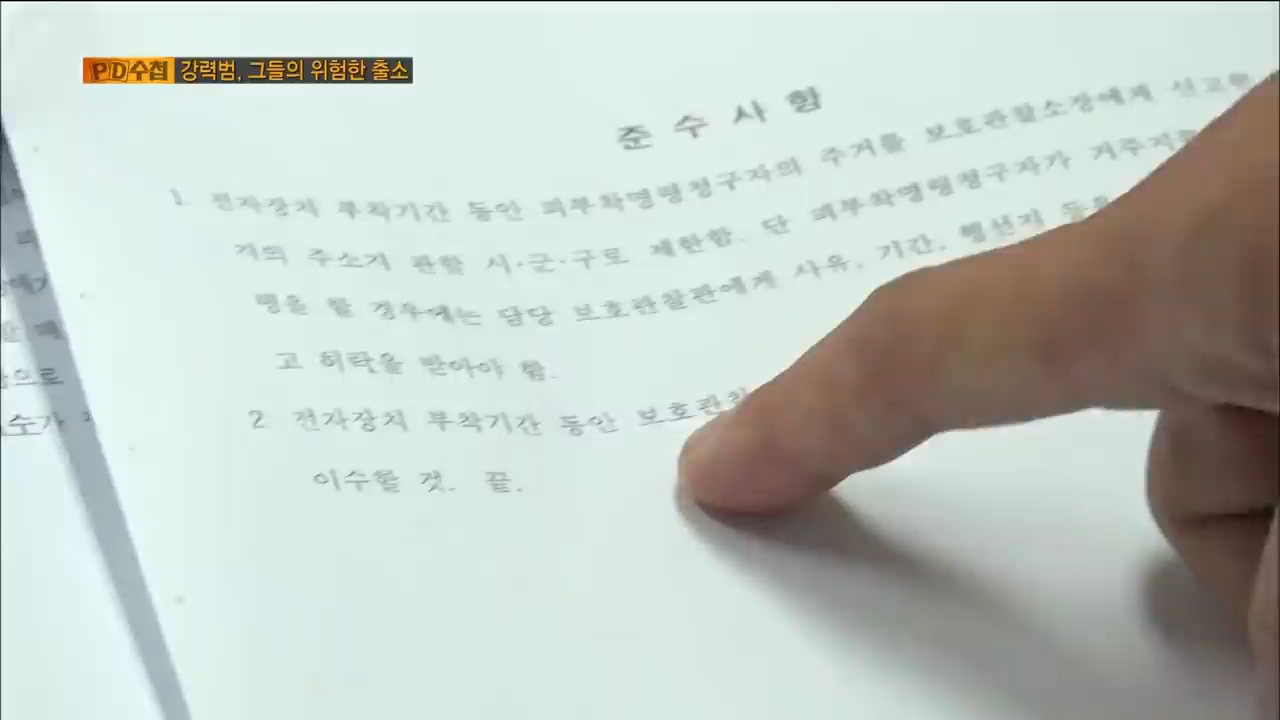 PD수첩 강력범, 그들의 위험한 출소
준수사항
1. 전자장치 부착기간 동안 피부착명령청구자의 주거를 보호관찰소장에게 신고한
기의 주소지 관할 시·군·구로 제한함. 단 피부착명령청구자가 거주지를
행을 할 경우에는 담당 보호관찰관에게 사유, 기간, 행선지 등을
고 허락을 받아야 함.
2 전자장치 부착기간 동안 보호관찰
이수할 것. 끝.